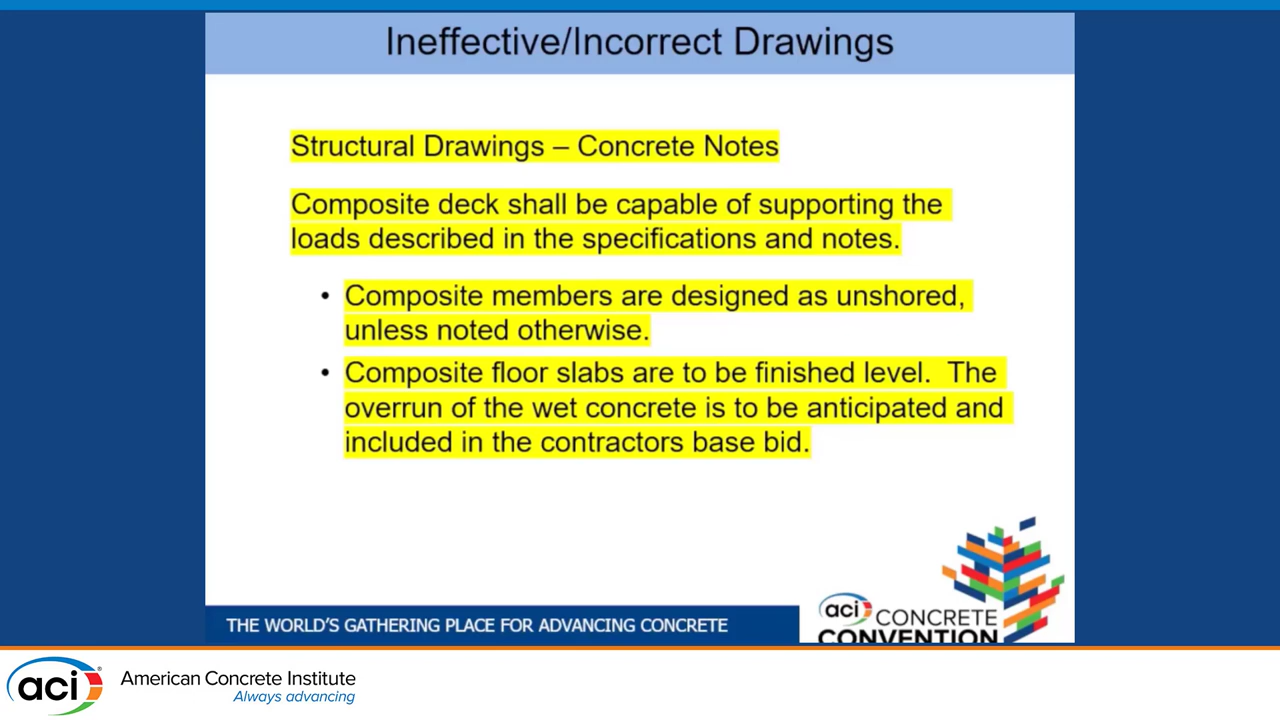 Ineffective/Incorrect Drawings
Structural Drawings – Concrete Notes
Composite deck shall be capable of supporting the
loads described in the specifications and notes.
• Composite members are designed as unshored,
unless noted otherwise.
• Composite floor slabs are to be finished level.  The
overrun of the wet concrete is to be anticipated and
included in the contractors base bid.
THE WORLD'S GATHERING PLACE FOR ADVANCING CONCRETE
aci CONCRETE
CONVENTION
aci® American Concrete Institute
Always advancing